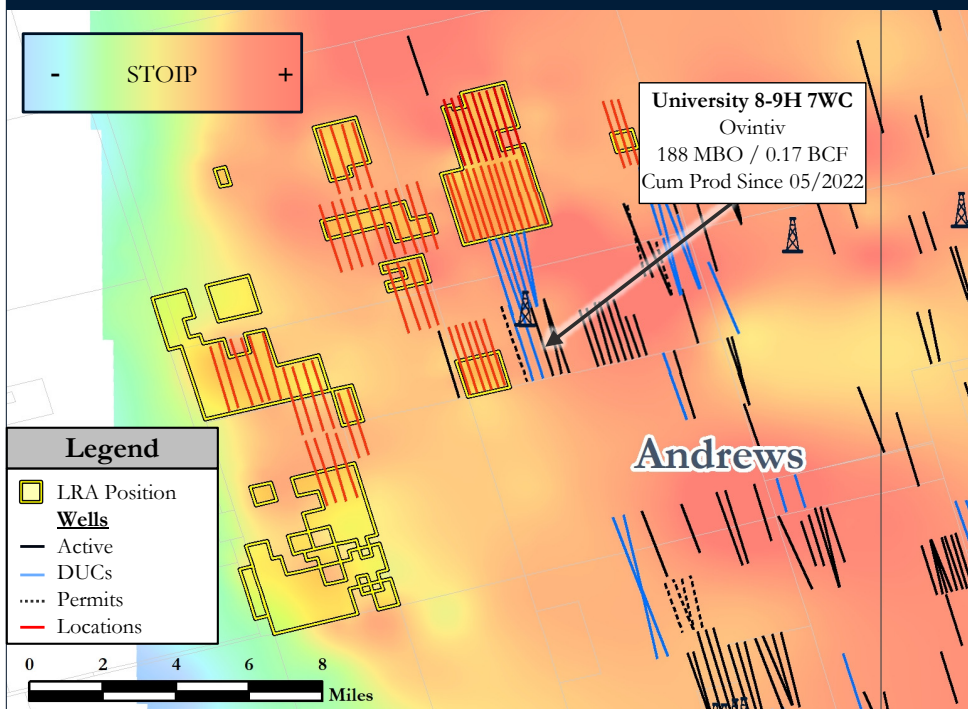 - STOIP +
University 8-9H 7WC
Ovintiv
188 MBO / 0.17 BCF
Cum Prod Since 05/2022
Andrews
Legend
LRA Position
Wells
Active
DUCs
Permits
Locations
0 2 4 6 8
Miles